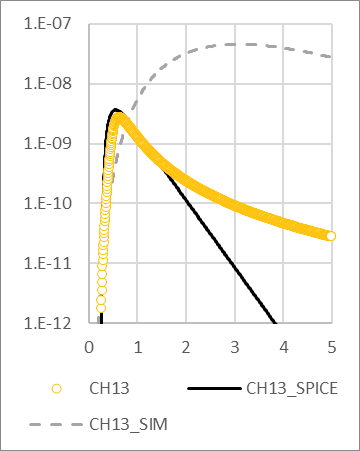 1.E-07
1.E-08
1.E-09
1.E-10
1.E-11
1.E-12
0 1 2 3 4 5
CH13 CH13_SPICE
CH13_SIM